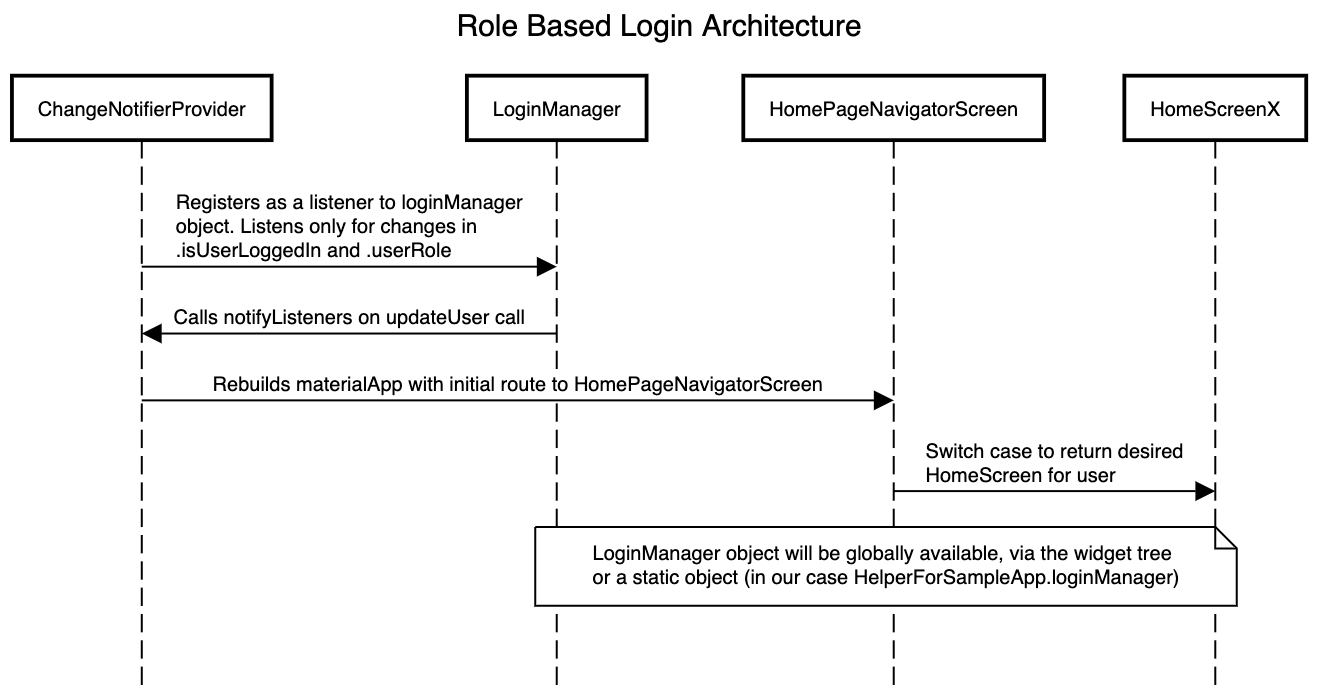 Role Based Login Architecture
ChangeNotifierProvider
LoginManager
HomePageNavigatorScreen
HomeScreenX
Registers as a listener to loginManager
object. Listens only for changes in
.isUserLoggedIn and .userRole
Calls notifyListeners on updateUser call
Rebuilds materialApp with initial route to HomePageNavigatorScreen
Switch case to return desired
HomeScreen for user
LoginManager object will be globally available, via the widget tree
or a static object (in our case HelperForSampleApp.loginManager)